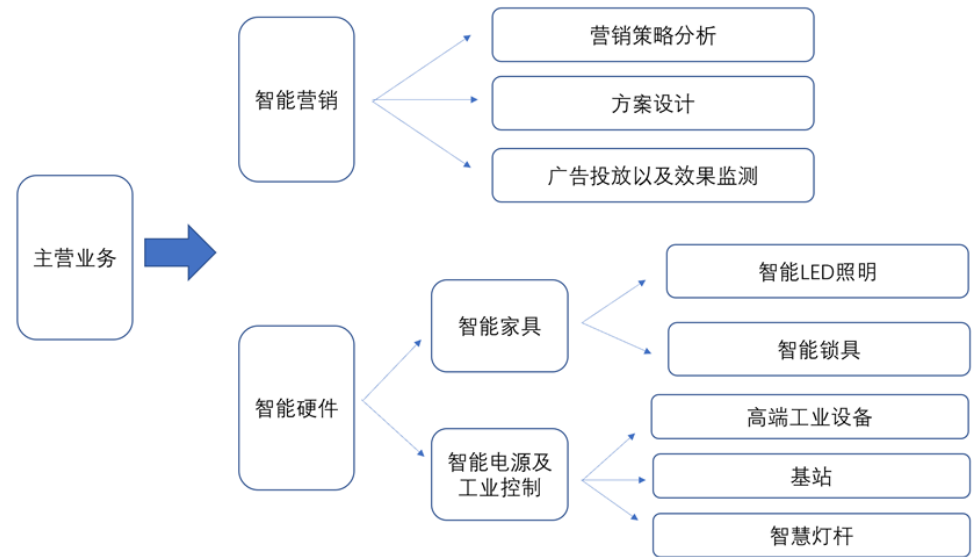 主营业务
智能营销
营销策略分析
方案设计
广告投放以及效果监测
智能硬件
智能家具
智能LED照明
智能锁具
智能电源及
工业控制
高端工业设备
基站
智慧灯杆